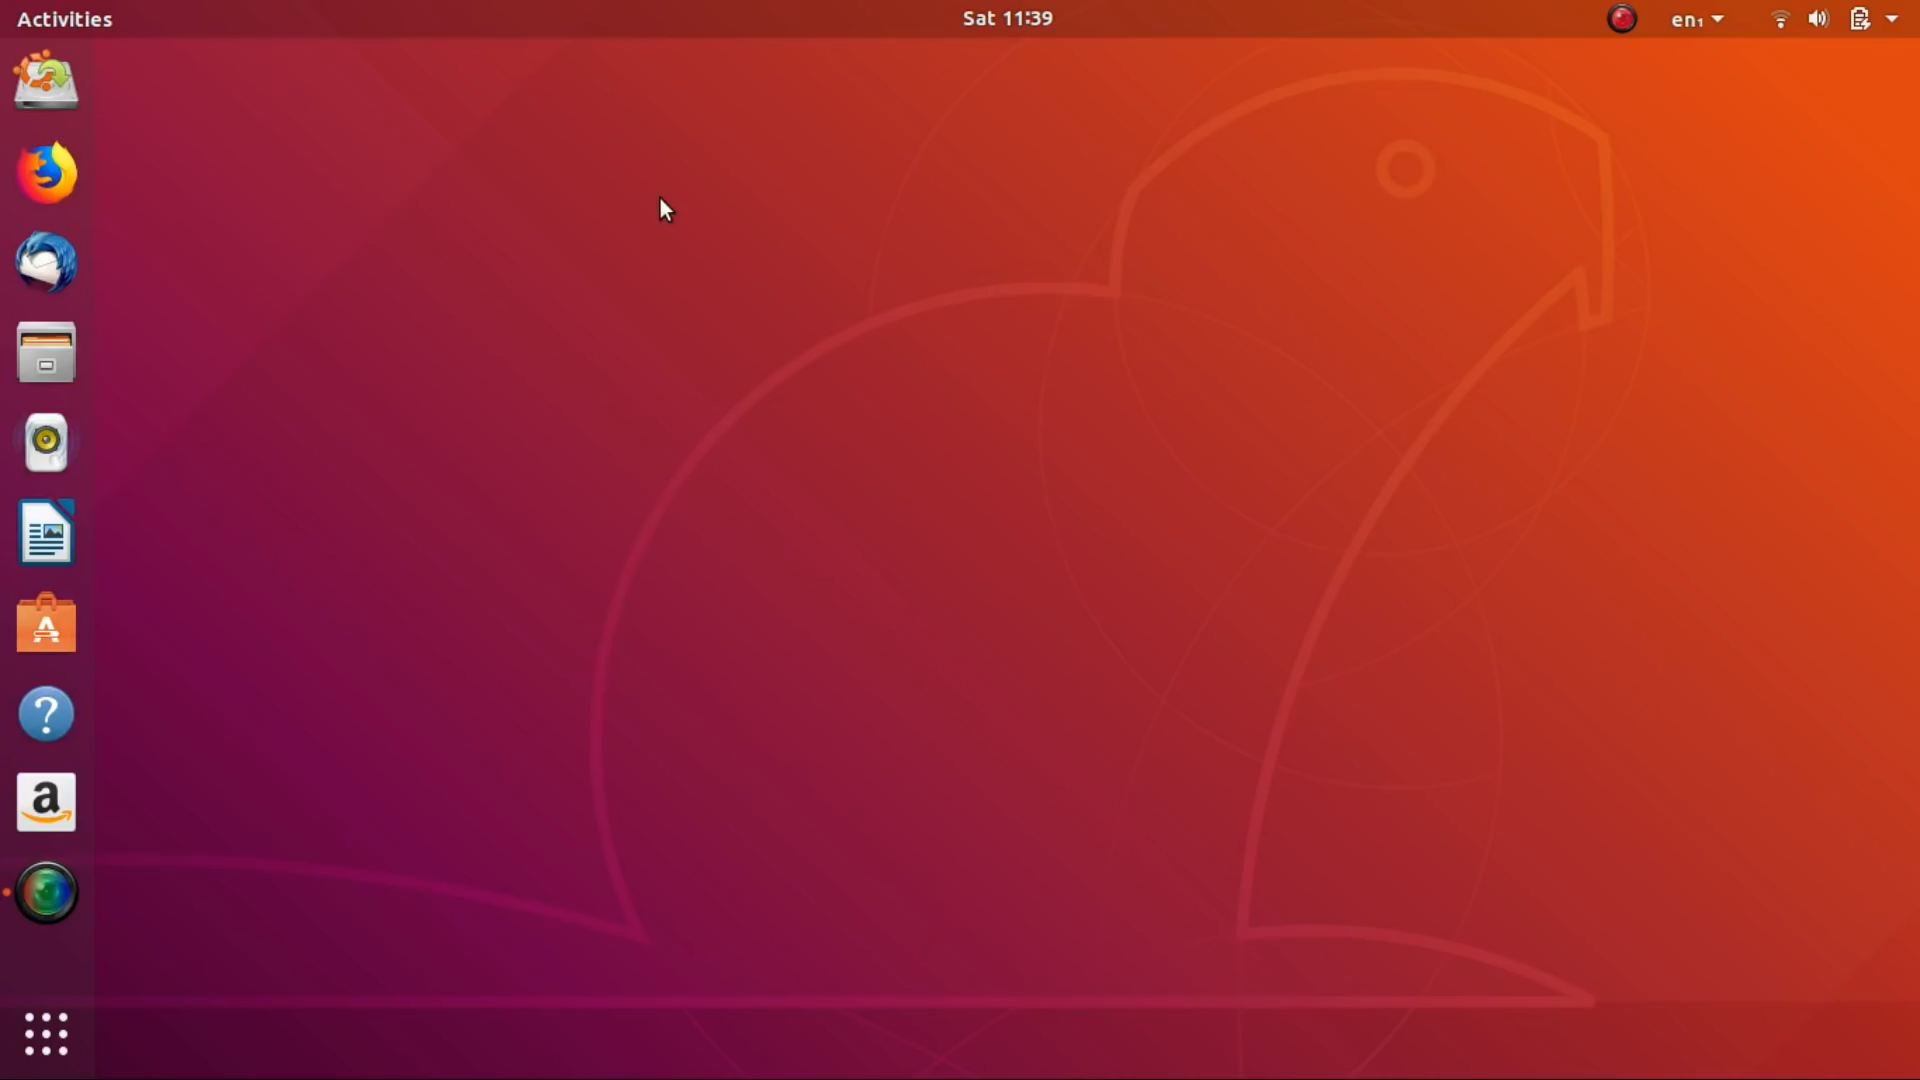 Activities
Sat 11:39
en₁
A
?
a